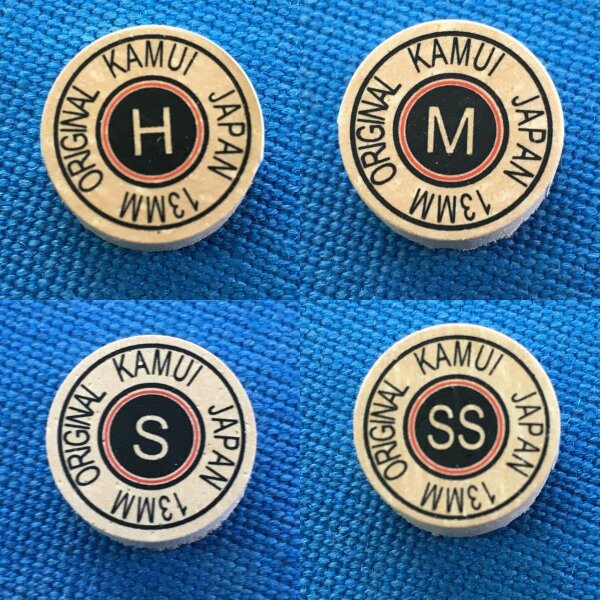 ORIGINAL KAMUI JAPAN 13MM
H
ORIGINAL KAMUI JAPAN 13MM
M
ORIGINAL KAMUI JAPAN 13MM
S
ORIGINAL KAMUI JAPAN 13MM
SS